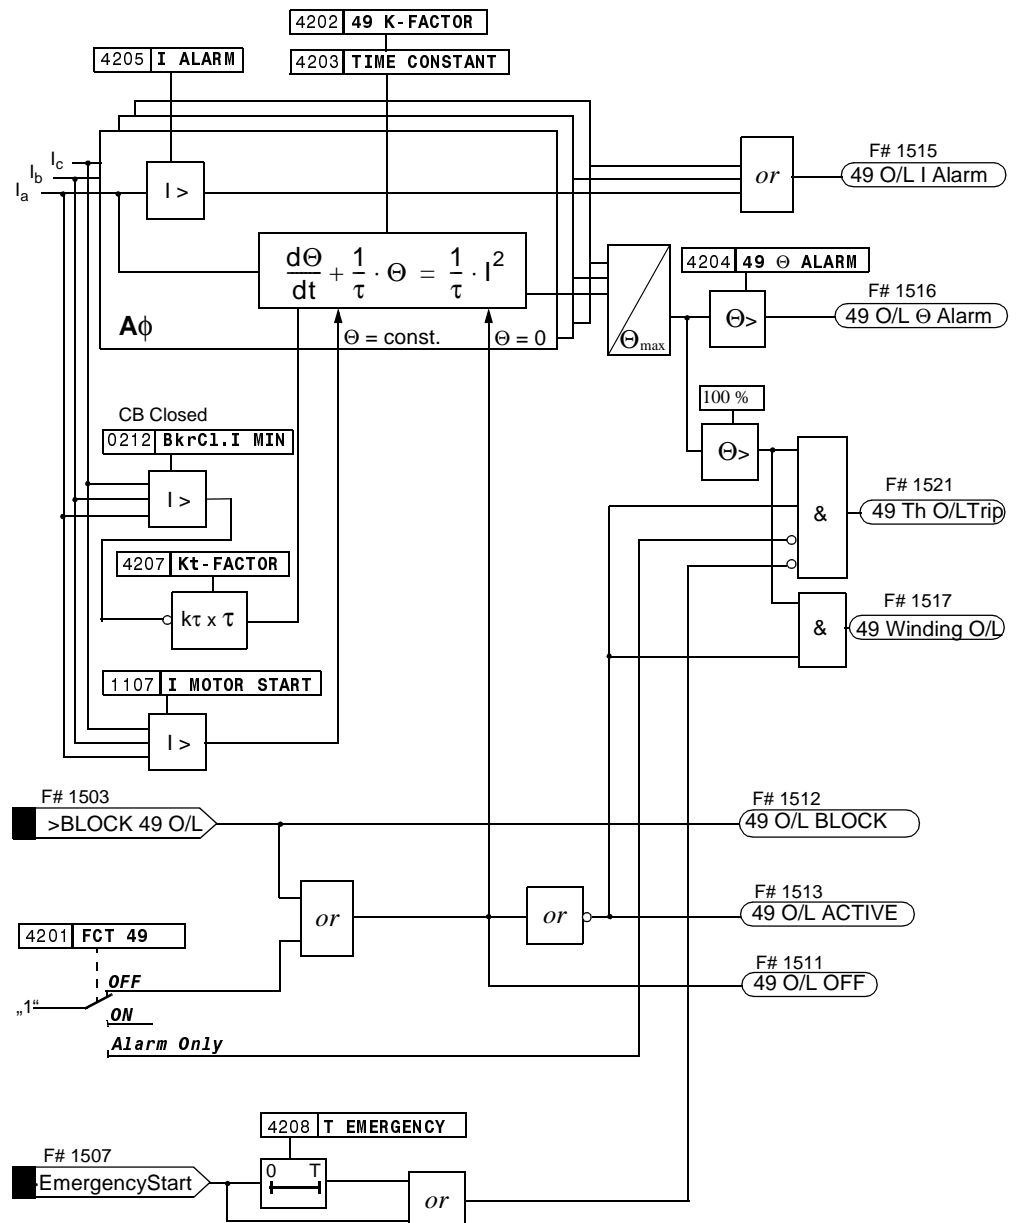 4202 49 K-FACTOR
4205 I ALARM
4203 TIME CONSTANT
Ic
Ib
Ia
I >
or
F# 1515
49 O/L I Alarm
dΘ/dt + 1/τ · Θ = 1/τ · I²
4204 49 Θ ALARM
F# 1516
Θ>
49 O/L Θ Alarm
Aϕ
Θ = const.
Θ = 0
Θmax
100 %
Θ>
CB Closed
0212 BkrCl.I MIN
I >
F# 1521
&
49 Th O/LTrip
4207 Kt-FACTOR
kτ x τ
F# 1517
&
49 Winding O/L
1107 I MOTOR START
I >
F# 1503
>BLOCK 49 O/L
F# 1512
49 O/L BLOCK
or
or
F# 1513
49 O/L ACTIVE
4201 FCT 49
F# 1511
49 O/L OFF
OFF
„1“
ON
Alarm Only
4208 T EMERGENCY
F# 1507
EmergencyStart
0 T
or